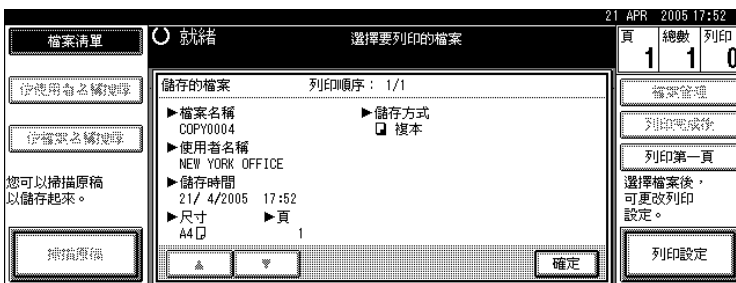 21 APR 2005 17:52
檔案清單
就緒
選擇要列印的檔案
頁 總數 列印
1 1 0
依使用者名稱搜尋
依檔案名稱搜尋
您可以掃描原稿
以儲存起來。
掃描原稿
儲存的檔案 列印順序： 1/1
▶檔案名稱
COPY0004
▶使用者名稱
NEW YORK OFFICE
▶儲存時間
21/ 4/2005 17:52
▶尺寸 ▶頁
A4 1
▶儲存方式
複本
▲ ▼
確定
檔案管理
列印完成後
列印第一頁
選擇檔案後，
可更改列印
設定。
列印設定